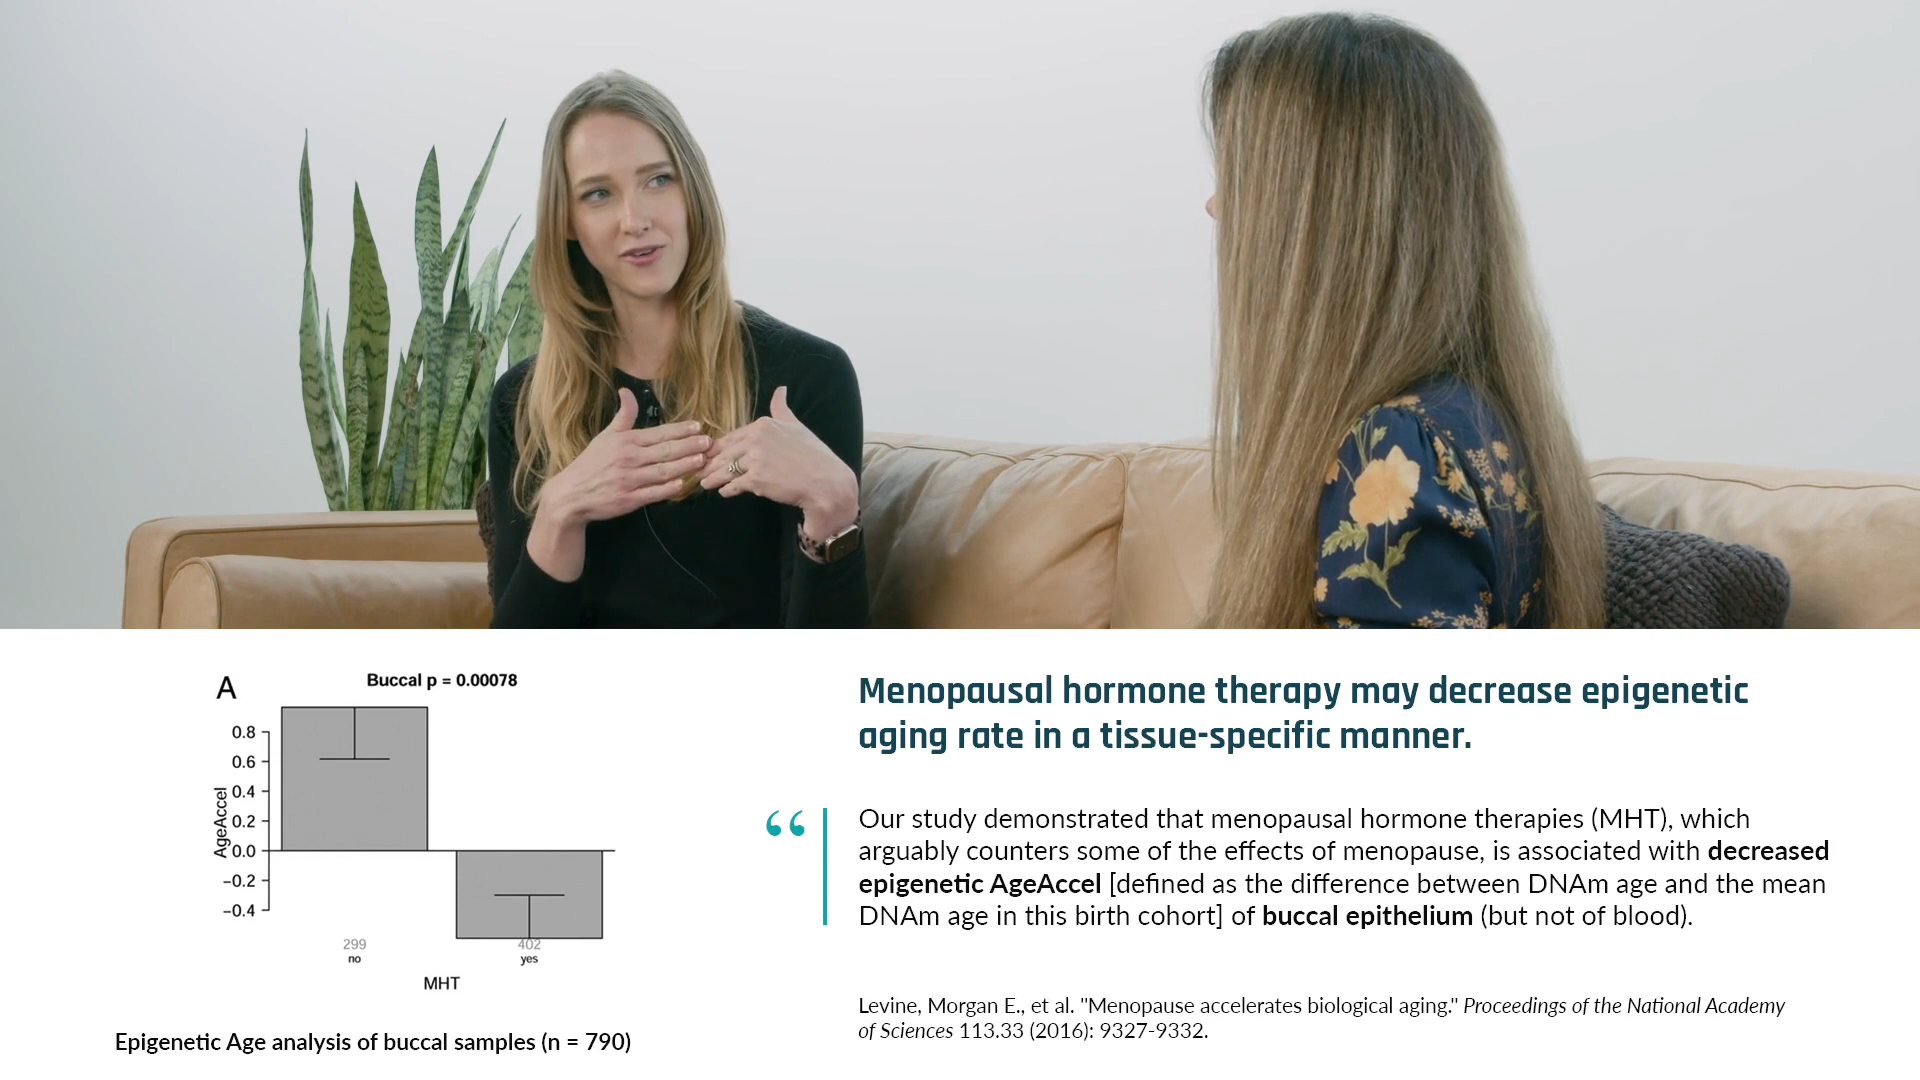 A
Buccal p = 0.00078
0.8
0.6
0.4
0.2
0.0
−0.2
−0.4
AgeAccel
299
402
no
yes
MHT
Epigenetic Age analysis of buccal samples (n = 790)
Menopausal hormone therapy may decrease epigenetic
aging rate in a tissue-specific manner.
“
Our study demonstrated that menopausal hormone therapies (MHT), which
arguably counters some of the effects of menopause, is associated with decreased
epigenetic AgeAccel [defined as the difference between DNAm age and the mean
DNAm age in this birth cohort] of buccal epithelium (but not of blood).
Levine, Morgan E., et al. "Menopause accelerates biological aging." Proceedings of the National Academy
of Sciences 113.33 (2016): 9327-9332.